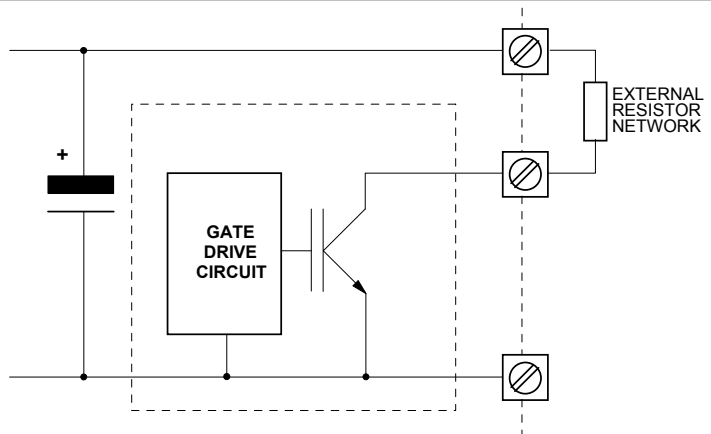 EXTERNAL
RESISTOR
NETWORK
+
GATE
DRIVE
CIRCUIT